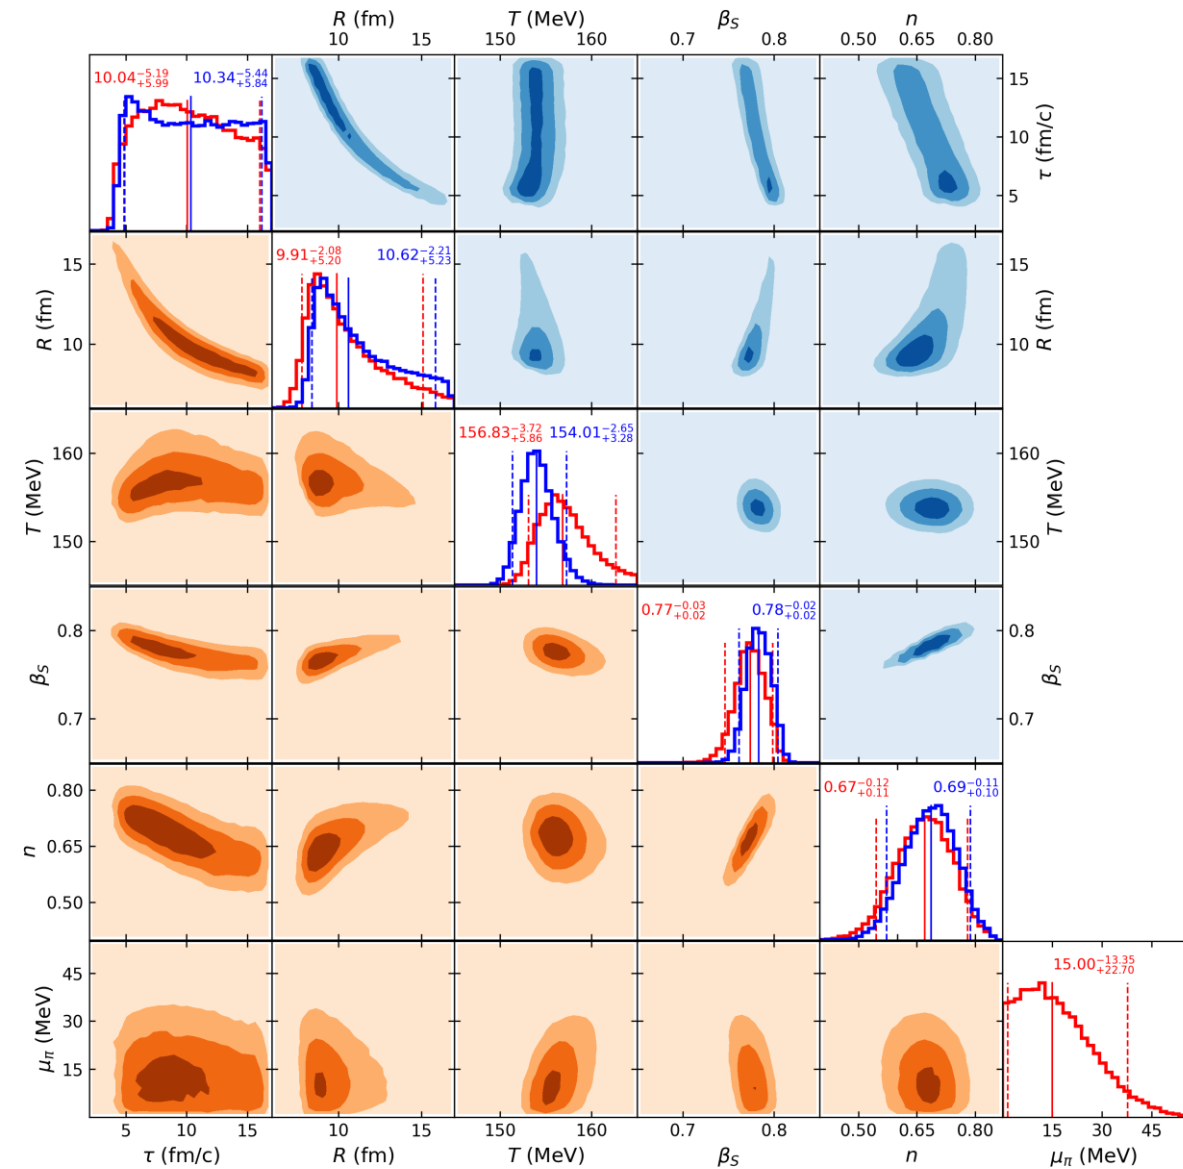 R (fm) T (MeV) β_S n
10 15 150 160 0.7 0.8 0.50 0.65 0.80
10.04^{-5.19}_{+5.99} 10.34^{-5.44}_{+5.84}
15
10
5
τ (fm/c)
R (fm)
15
10
9.91^{-2.08}_{+5.20} 10.62^{-2.21}_{+5.23}
15
10
R (fm)
T (MeV)
160
150
156.83^{-3.72}_{+5.86} 154.01^{-2.65}_{+3.28}
160
150
T (MeV)
β_S
0.8
0.7
0.77^{-0.03}_{+0.02} 0.78^{-0.02}_{+0.02}
0.8
0.7
β_S
n
0.80
0.65
0.50
0.67^{-0.12}_{+0.11} 0.69^{-0.11}_{+0.10}
μ_π (MeV)
45
30
15
15.00^{-13.35}_{+22.70}
5 10 15 10 15 150 160 0.7 0.8 0.50 0.65 0.80 15 30 45
τ (fm/c) R (fm) T (MeV) β_S n μ_π (MeV)